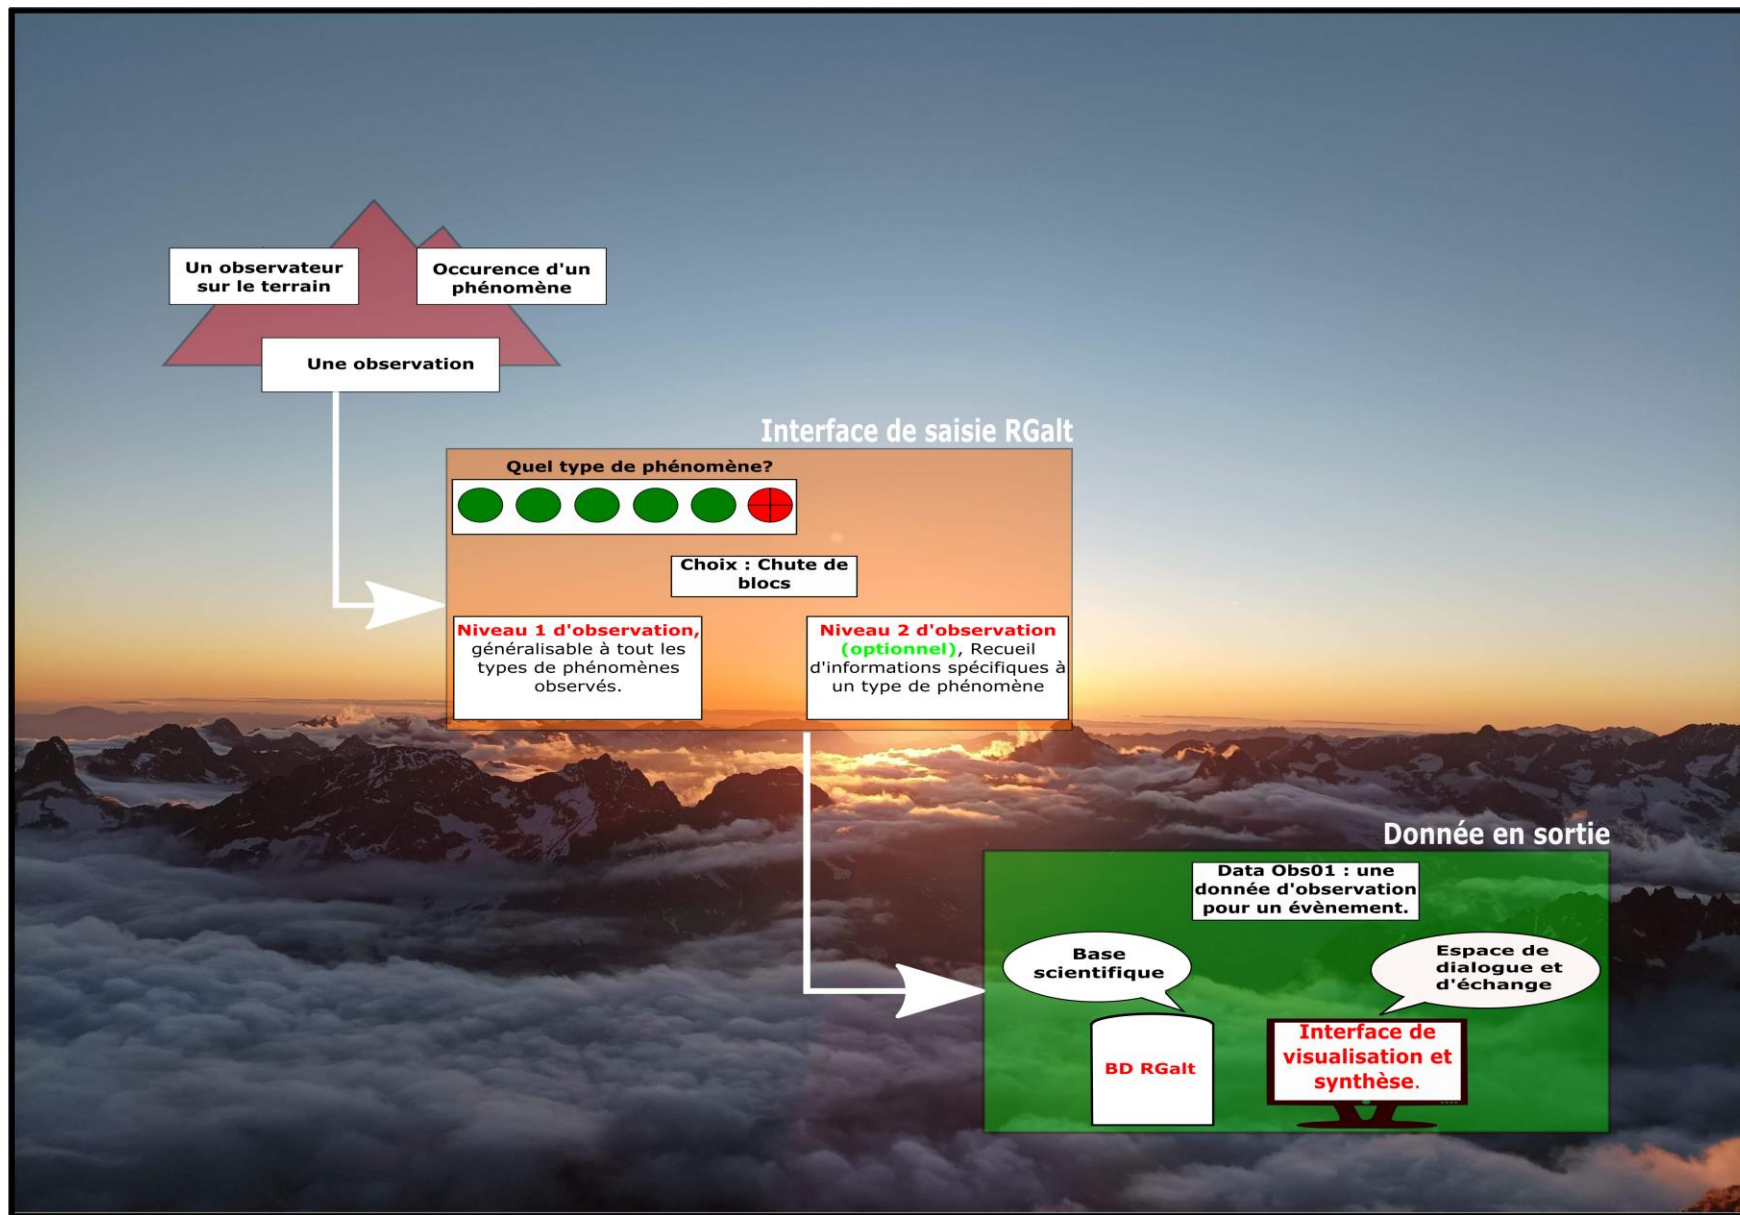 Un observateur
sur le terrain
Occurence d'un
phénomène
Une observation
Interface de saisie RGalt
Quel type de phénomène?
Choix : Chute de
blocs
Niveau 1 d'observation,
généralisable à tout les
types de phénomènes
observés.
Niveau 2 d'observation
(optionnel), Recueil
d'informations spécifiques à
un type de phénomène
Donnée en sortie
Data Obs01 : une
donnée d'observation
pour un évènement.
Base
scientifique
Espace de
dialogue et
d'échange
BD RGalt
Interface de
visualisation et
synthèse.